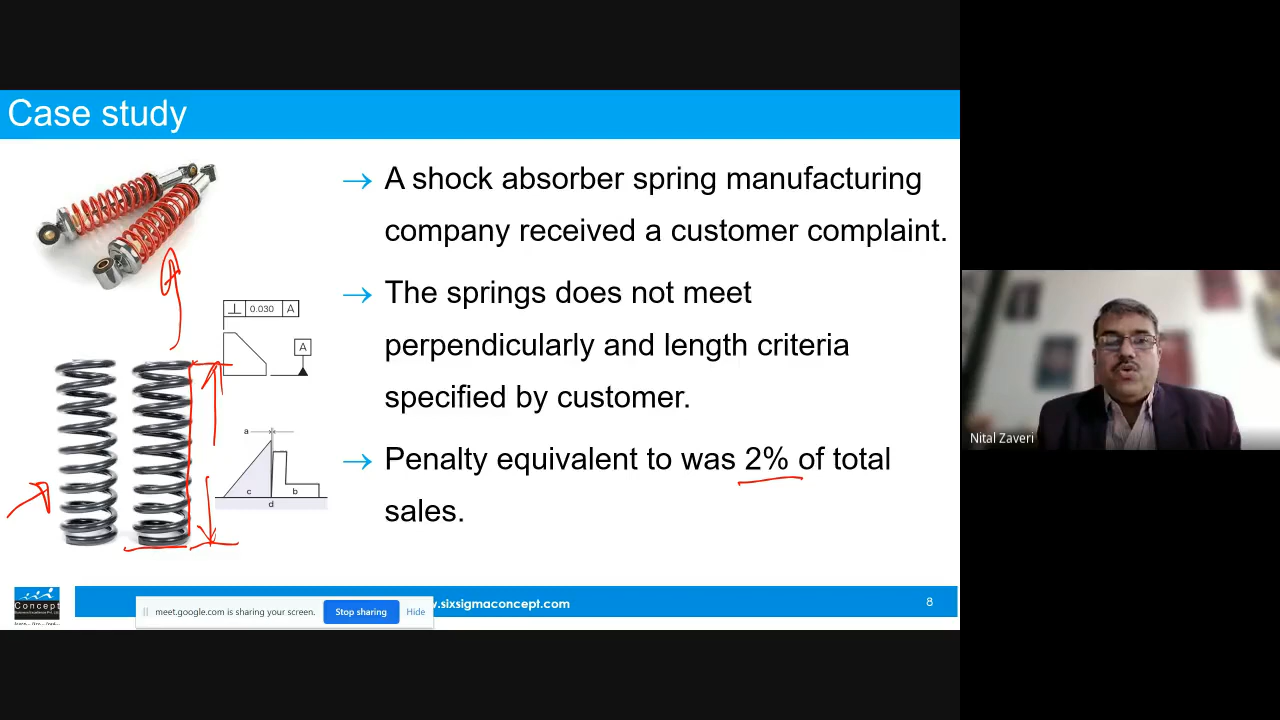 Case study
→ A shock absorber spring manufacturing
company received a customer complaint.
→ The springs does not meet
perpendicularly and length criteria
specified by customer.
→ Penalty equivalent to was 2% of total
sales.
⊥ 0.030 A
A
a
c b
d
A
Nital Zaveri
Concept
meet.google.com is sharing your screen. Stop sharing Hide
.sixsigmaconcept.com
8